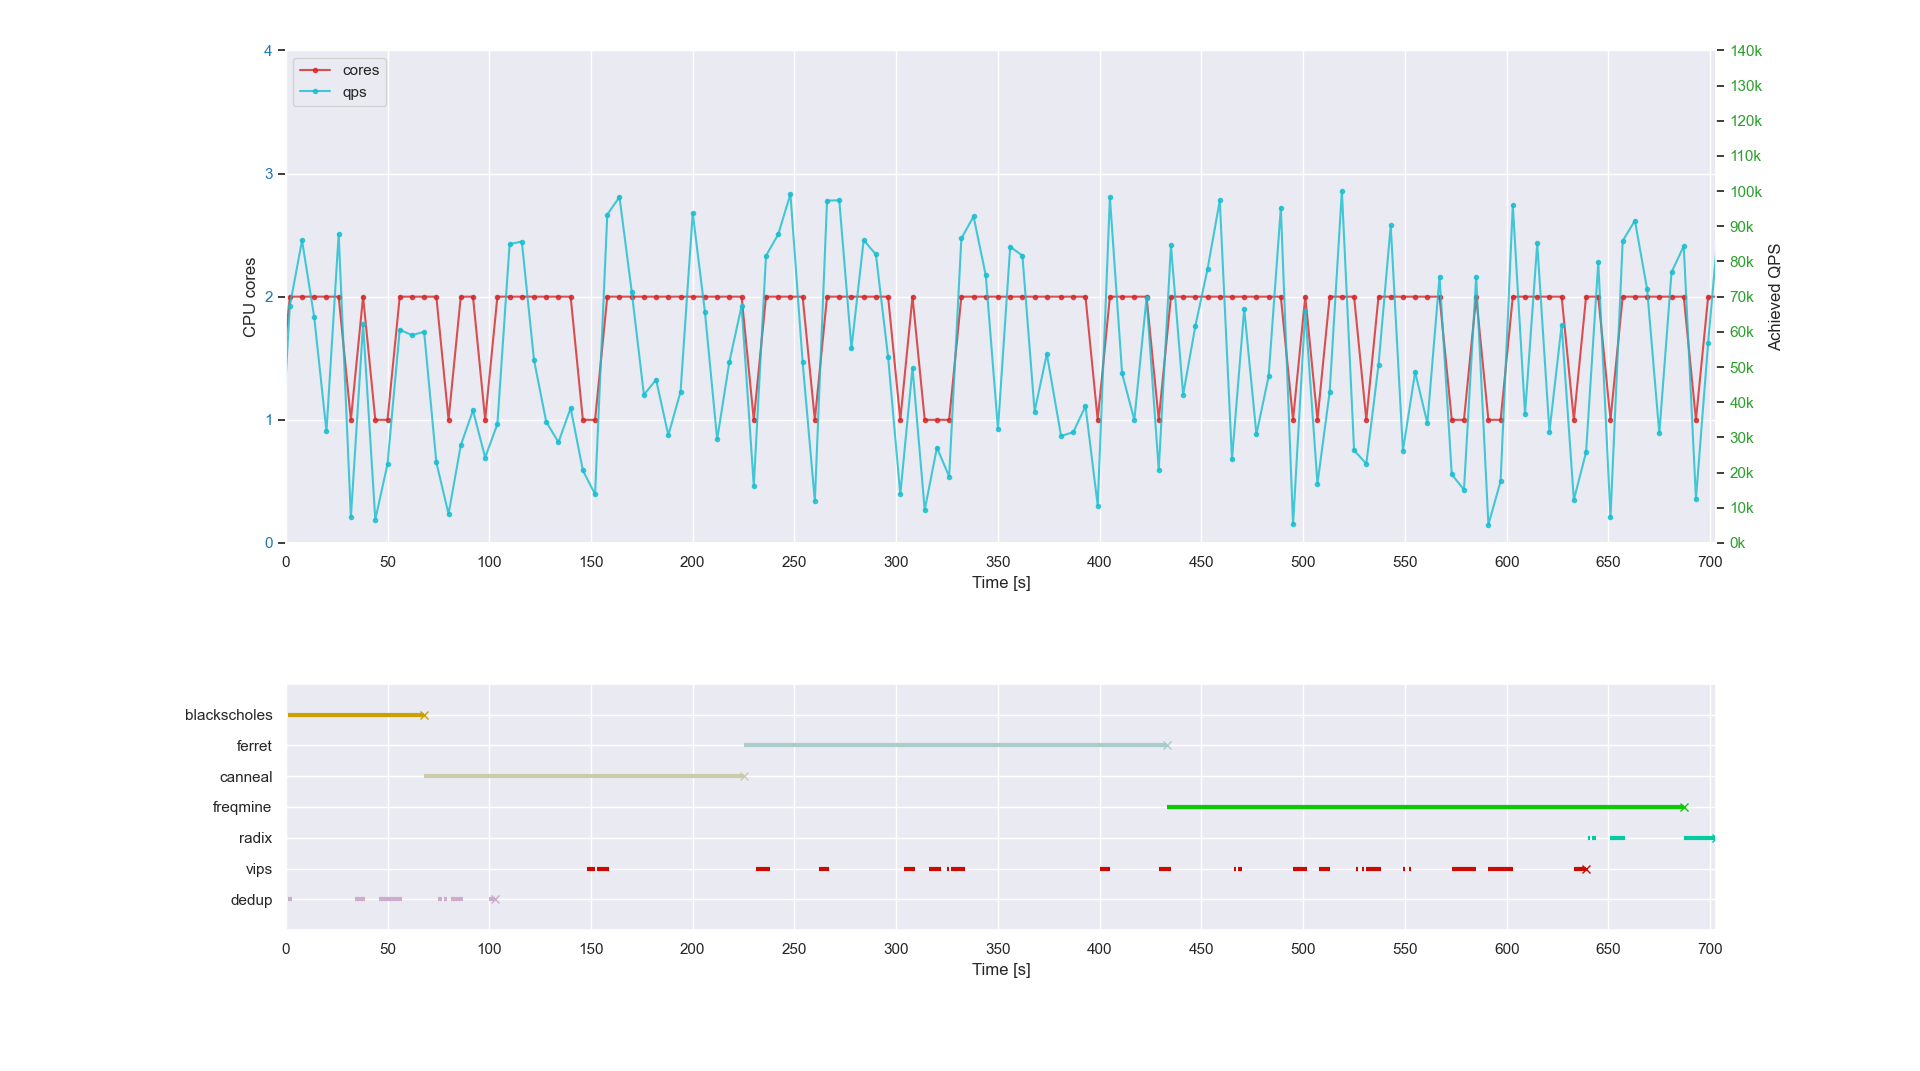 4
3
2
1
0
CPU cores
cores
qps
140k
130k
120k
110k
100k
90k
80k
70k
60k
50k
40k
30k
20k
10k
0k
Achieved QPS
0 50 100 150 200 250 300 350 400 450 500 550 600 650 700
Time [s]
blackscholes
ferret
canneal
freqmine
radix
vips
dedup
0 50 100 150 200 250 300 350 400 450 500 550 600 650 700
Time [s]